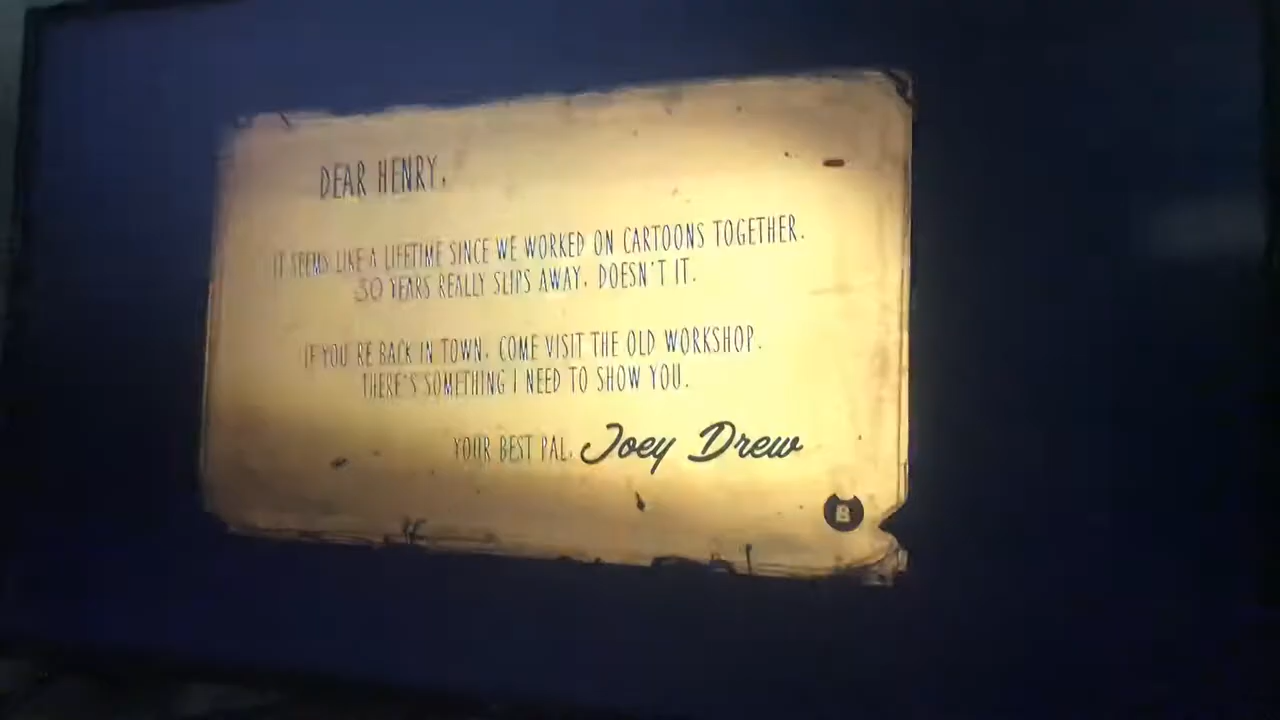 DEAR HENRY,
IT SEEMS LIKE A LIFETIME SINCE WE WORKED ON CARTOONS TOGETHER.
30 YEARS REALLY SLIPS AWAY, DOESN'T IT.
IF YOU'RE BACK IN TOWN, COME VISIT THE OLD WORKSHOP.
THERE'S SOMETHING I NEED TO SHOW YOU.
YOUR BEST PAL, Joey Drew
B